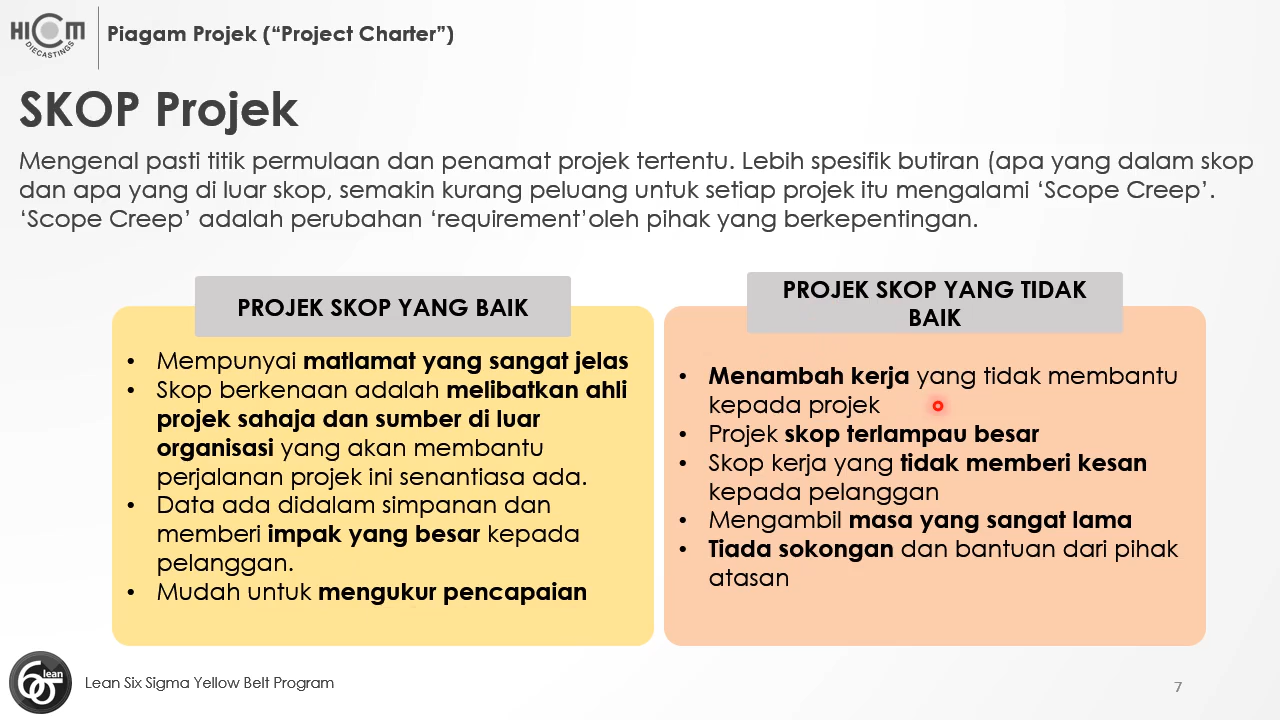 HICOM
DIECASTINGS
Piagam Projek (“Project Charter”)
SKOP Projek
Mengenal pasti titik permulaan dan penamat projek tertentu. Lebih spesifik butiran (apa yang dalam skop
dan apa yang di luar skop, semakin kurang peluang untuk setiap projek itu mengalami ‘Scope Creep’.
‘Scope Creep’ adalah perubahan ‘requirement’oleh pihak yang berkepentingan.
PROJEK SKOP YANG BAIK
• Mempunyai matlamat yang sangat jelas
• Skop berkenaan adalah melibatkan ahli
projek sahaja dan sumber di luar
organisasi yang akan membantu
perjalanan projek ini senantiasa ada.
• Data ada didalam simpanan dan
memberi impak yang besar kepada
pelanggan.
• Mudah untuk mengukur pencapaian
PROJEK SKOP YANG TIDAK
BAIK
• Menambah kerja yang tidak membantu
kepada projek
• Projek skop terlampau besar
• Skop kerja yang tidak memberi kesan
kepada pelanggan
• Mengambil masa yang sangat lama
• Tiada sokongan dan bantuan dari pihak
atasan
lean
Lean Six Sigma Yellow Belt Program
7